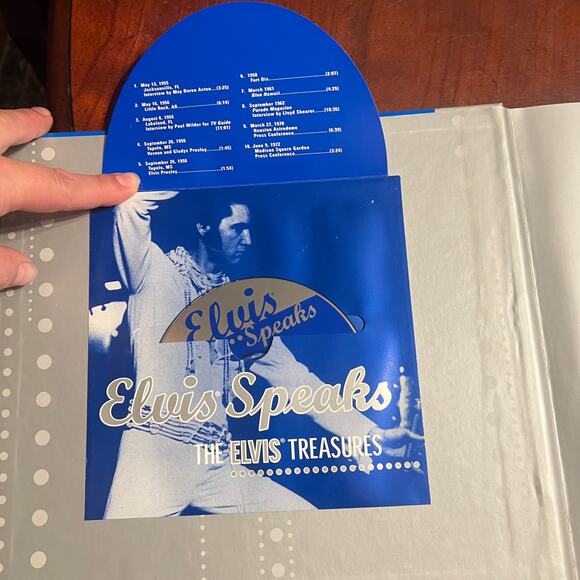 1. May 13, 1955
Jacksonville, FL
Interview by May Boren Axton....(3:25)
2. May 16, 1956
Little Rock, AR....(6:14)
3. August 6, 1955
Lakeland, FL
Interview by Paul Wilder for TV Guide
....(11:01)
4. September 26, 1956
Tupelo, MS
Vernon and Gladys Presley....(1:45)
5. September 26, 1956
Tupelo, MS
Elvis Presley....(1:54)
6. 1958
Fort Dix....(2:07)
7. March 1961
Blue Hawaii....(4:29)
8. September 1962
Parade Magazine
Interview by Lloyd Shearer....(10:36)
9. March 27, 1970
Houston Astrodome
Press Conference....(6:39)
10. June 9, 1972
Madison Square Garden
Press Conference....(3:24)
Elvis
Speaks
Elvis® Speaks
THE ELVIS® TREASURES